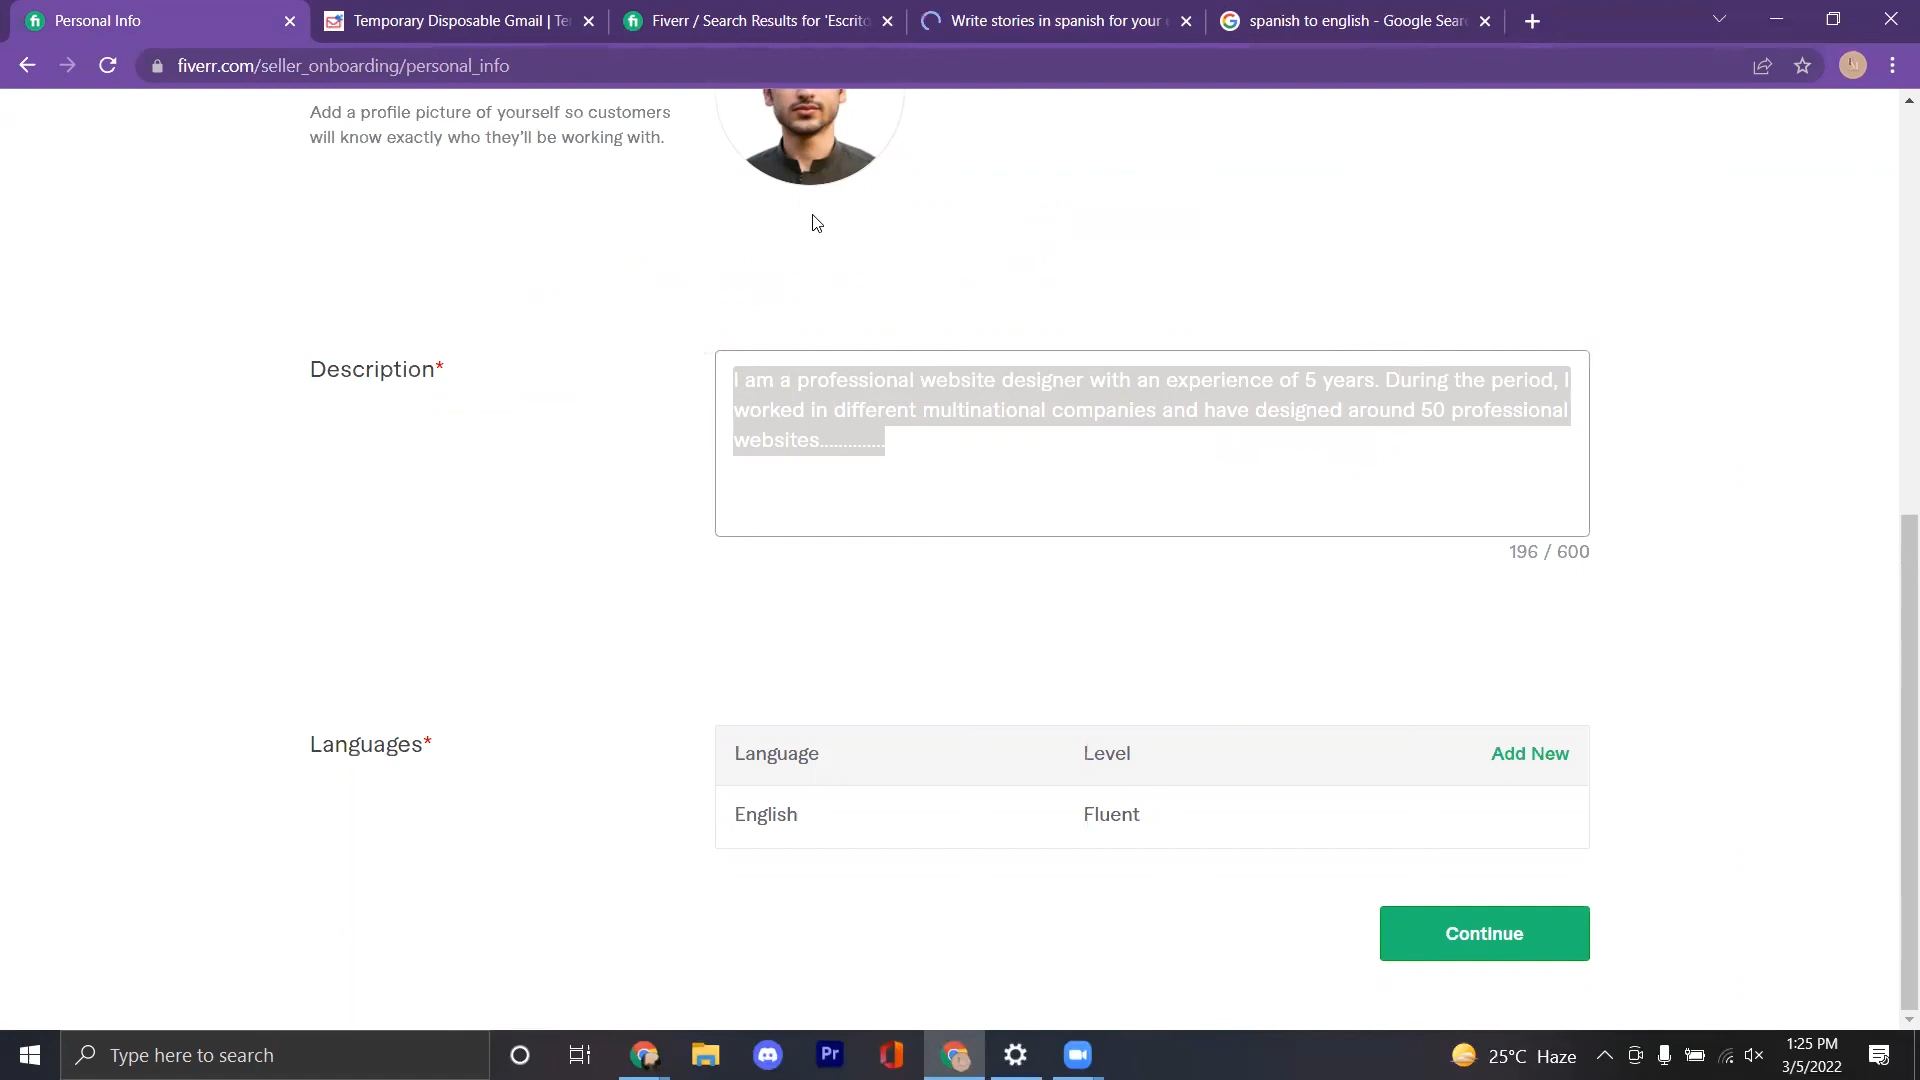 Personal Info
Temporary Disposable Gmail | Te
Fiverr / Search Results for 'Escrito
Write stories in spanish for your
spanish to english - Google Sear
fiverr.com/seller_onboarding/personal_info
Add a profile picture of yourself so customers
will know exactly who they'll be working with.
Description*
I am a professional website designer with an experience of 5 years. During the period, I
worked in different multinational companies and have designed around 50 professional
websites..............
196 / 600
Languages*
Language Level Add New
English Fluent
Continue
Type here to search
Pr
25°C Haze
1:25 PM
3/5/2022